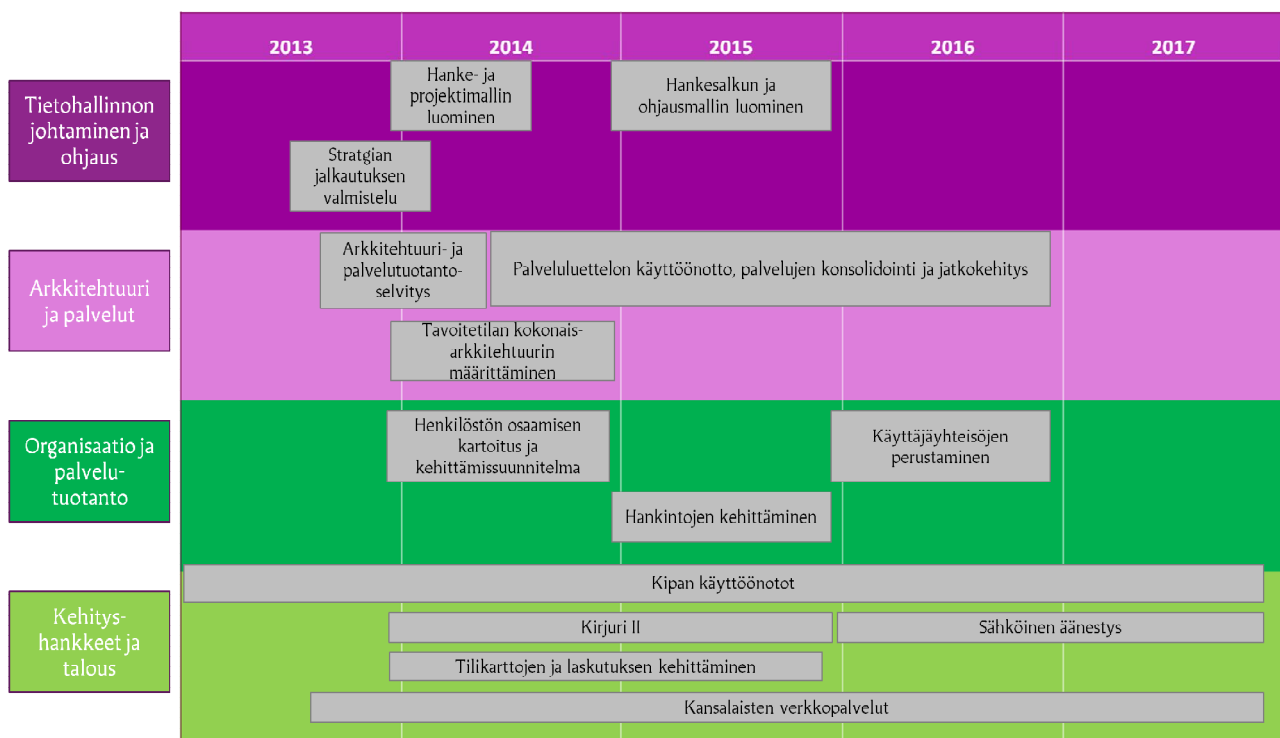 2013 2014 2015 2016 2017
Tietohallinnon
johtaminen ja
ohjaus
Hanke- ja
projektimallin
luominen
Hankesalkun ja
ohjausmallin luominen
Stratgian
jalkautuksen
valmistelu
Arkkitehtuuri
ja palvelut
Arkkitehtuuri- ja
palvelutuotanto-
selvitys
Palveluluettelon käyttöönotto, palvelujen konsolidointi ja jatkokehitys
Tavoitetilan kokonais-
arkkitehtuurin
määrittäminen
Organisaatio ja
palvelu-
tuotanto
Henkilöstön osaamisen
kartoitus ja
kehittämissuunnitelma
Käyttäjäyhteisöjen
perustaminen
Hankintojen kehittäminen
Kehitys-
hankkeet ja
talous
Kipan käyttöönotot
Kirjuri II
Sähköinen äänestys
Tilikarttojen ja laskutuksen kehittäminen
Kansalaisten verkkopalvelut